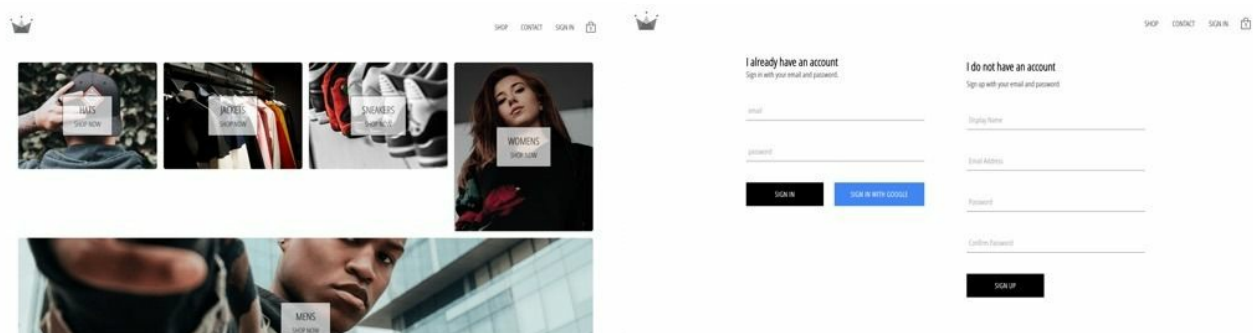 SHOP CONTACT SIGN IN
HATS
SHOP NOW
JACKETS
SHOP NOW
SNEAKERS
SHOP NOW
WOMENS
SHOP NOW
MENS
SHOP NOW
SHOP CONTACT SIGN IN
I already have an account
Sign in with your email and password.
email
password
SIGN IN SIGN IN WITH GOOGLE
I do not have an account
Sign up with your email and password
Display Name
Email Address
Password
Confirm Password
SIGN UP